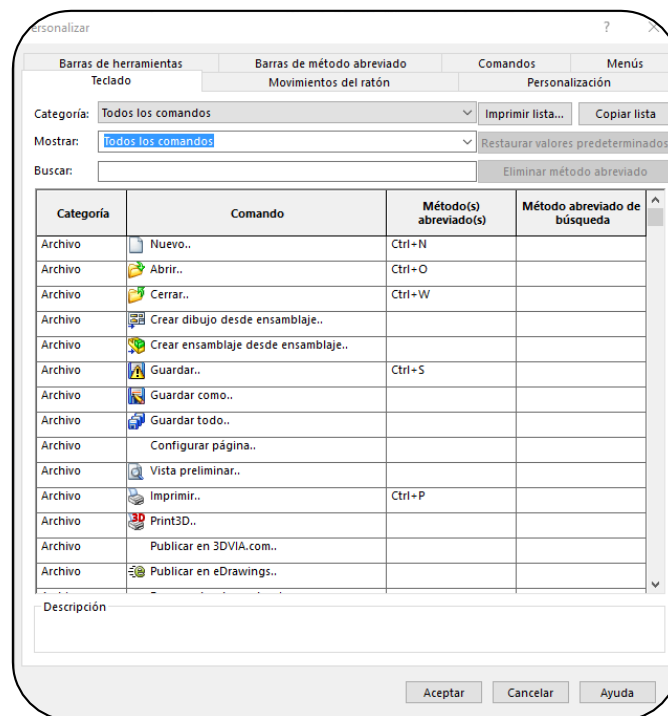 ersonalizar ?
Barras de herramientas Barras de método abreviado Comandos Menús
Teclado Movimientos del ratón Personalización
Categoría: Todos los comandos Imprimir lista... Copiar lista
Mostrar: Todos los comandos Restaurar valores predeterminados
Buscar: Eliminar método abreviado
Categoría Comando Método(s) abreviado(s) Método abreviado de búsqueda
Archivo Nuevo.. Ctrl+N
Archivo Abrir.. Ctrl+O
Archivo Cerrar.. Ctrl+W
Archivo Crear dibujo desde ensamblaje..
Archivo Crear ensamblaje desde ensamblaje..
Archivo Guardar.. Ctrl+S
Archivo Guardar como..
Archivo Guardar todo..
Archivo Configurar página..
Archivo Vista preliminar..
Archivo Imprimir.. Ctrl+P
Archivo 3D Print3D..
Archivo Publicar en 3DVIA.com..
Archivo Publicar en eDrawings..
Descripción
Aceptar Cancelar Ayuda